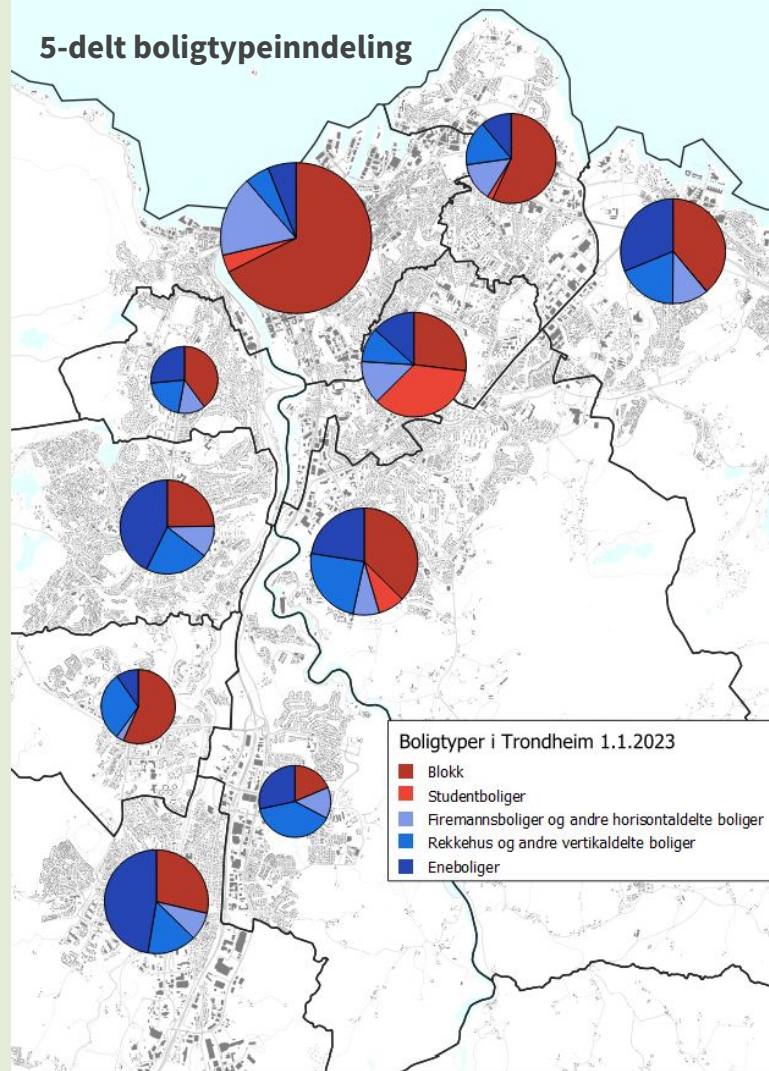 5-delt boligtypeinndeling
Boligtyper i Trondheim 1.1.2023
Blokk
Studentboliger
Firemannsboliger og andre horisontaldelte boliger
Rekkehus og andre vertikaldelte boliger
Eneboliger